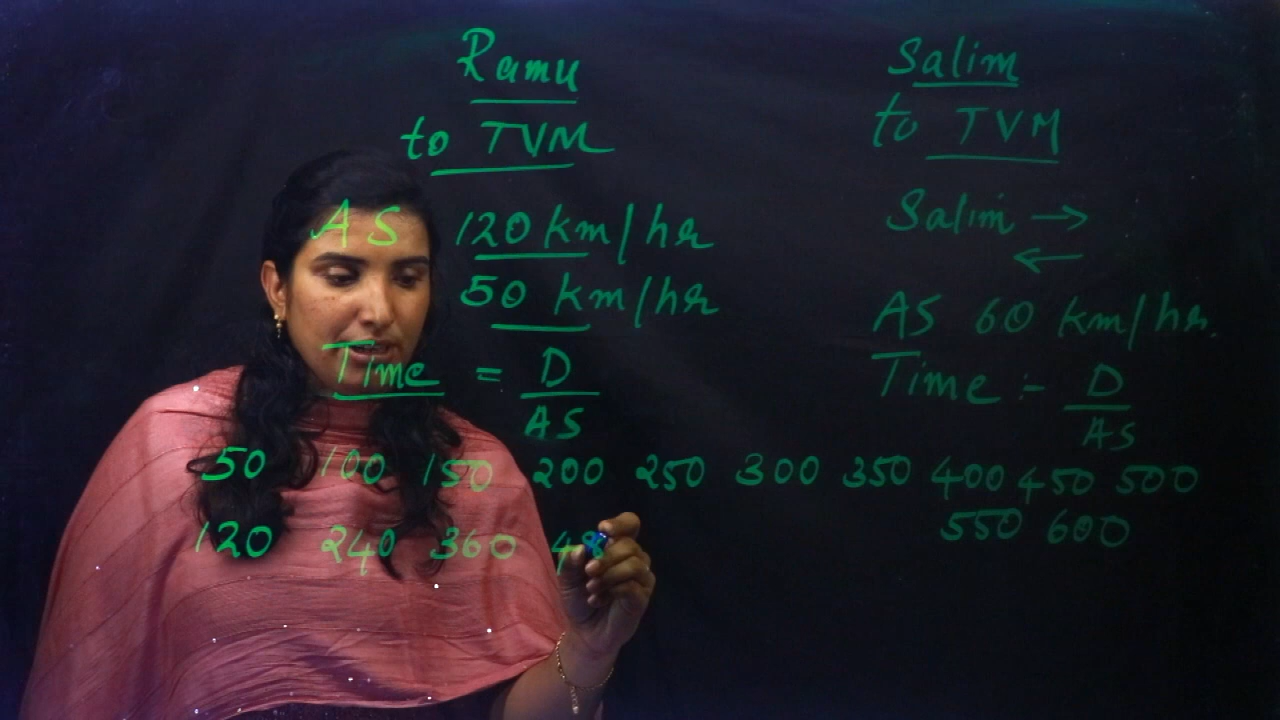 Ramu
to TVM
AS 120 km/hr
50 km/hr
Time = D/AS
Salim
to TVM
Salim →
←
AS 60 km/hr.
Time :- D/AS
50 100 150 200 250 300 350 400 450 500
550 600
120 240 360 48